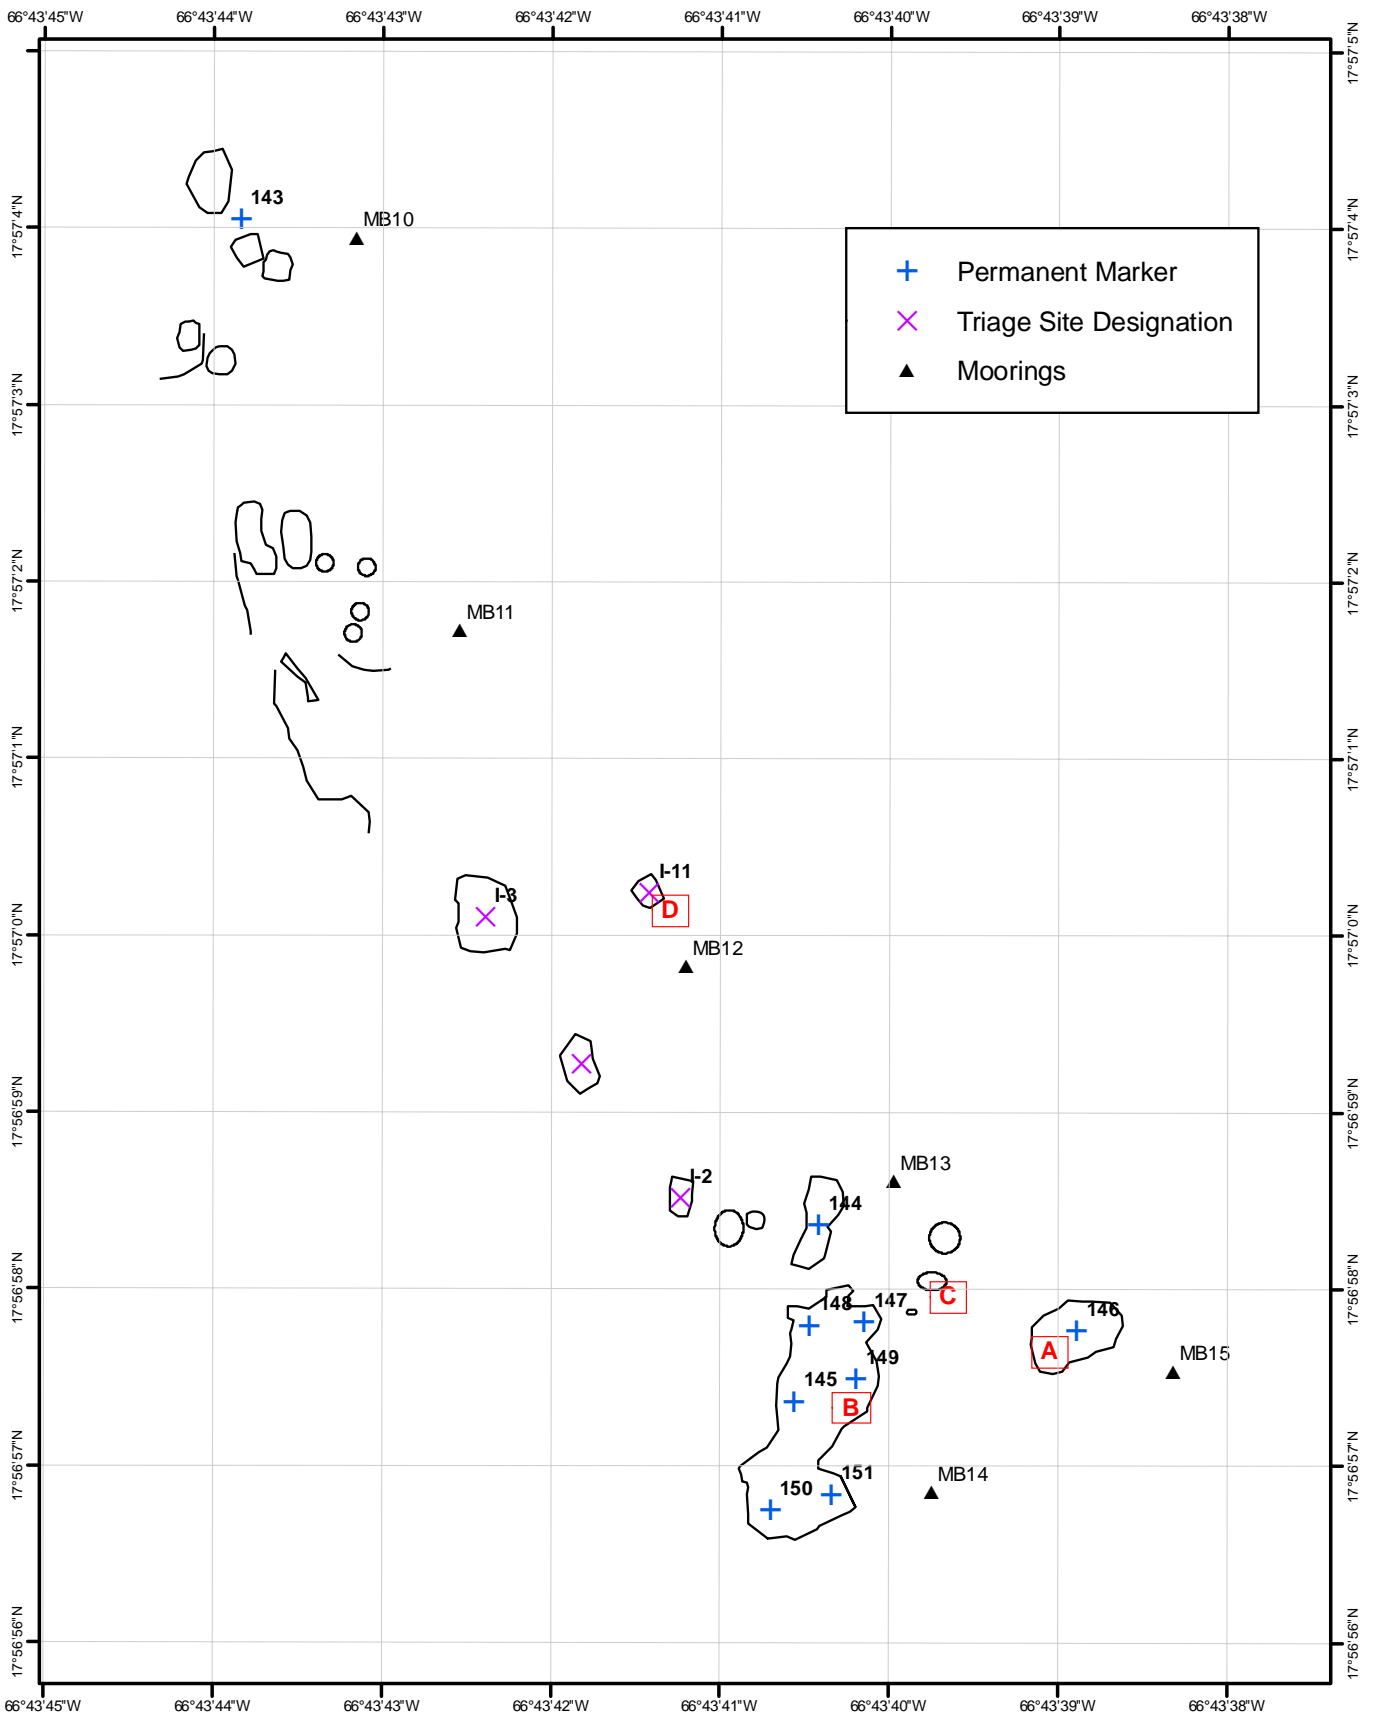 66°43'45"W 66°43'44"W 66°43'43"W 66°43'42"W 66°43'41"W 66°43'40"W 66°43'39"W 66°43'38"W
17°57'5"N
143
MB10
17°57'4"N 17°57'4"N
Permanent Marker
Triage Site Designation
Moorings
17°57'3"N 17°57'3"N
17°57'2"N 17°57'2"N
MB11
17°57'1"N 17°57'1"N
I-11
I-3
D
17°57'0"N 17°57'0"N
MB12
17°56'59"N 17°56'59"N
MB13
I-2
144
17°56'58"N 17°56'58"N
C
148 147
146
A
149
MB15
145
B
17°56'57"N 17°56'57"N
151
MB14
150
17°56'56"N 17°56'56"N
66°43'45"W 66°43'44"W 66°43'43"W 66°43'42"W 66°43'41"W 66°43'40"W 66°43'39"W 66°43'38"W